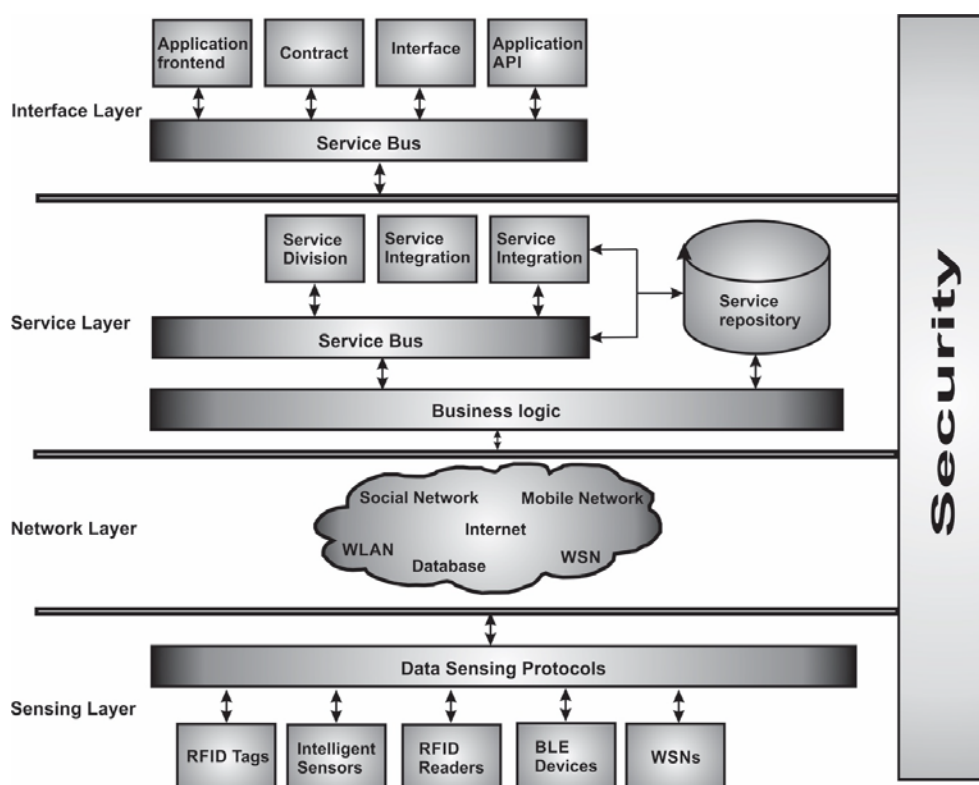 Application
frontend
Contract
Interface
Application
API
Interface Layer
Service Bus
Service
Division
Service
Integration
Service
Integration
Service
repository
Service Layer
Service Bus
Business logic
Social Network
Mobile Network
Internet
Network Layer
WLAN
WSN
Database
Data Sensing Protocols
Sensing Layer
RFID Tags
Intelligent
Sensors
RFID
Readers
BLE
Devices
WSNs
Security